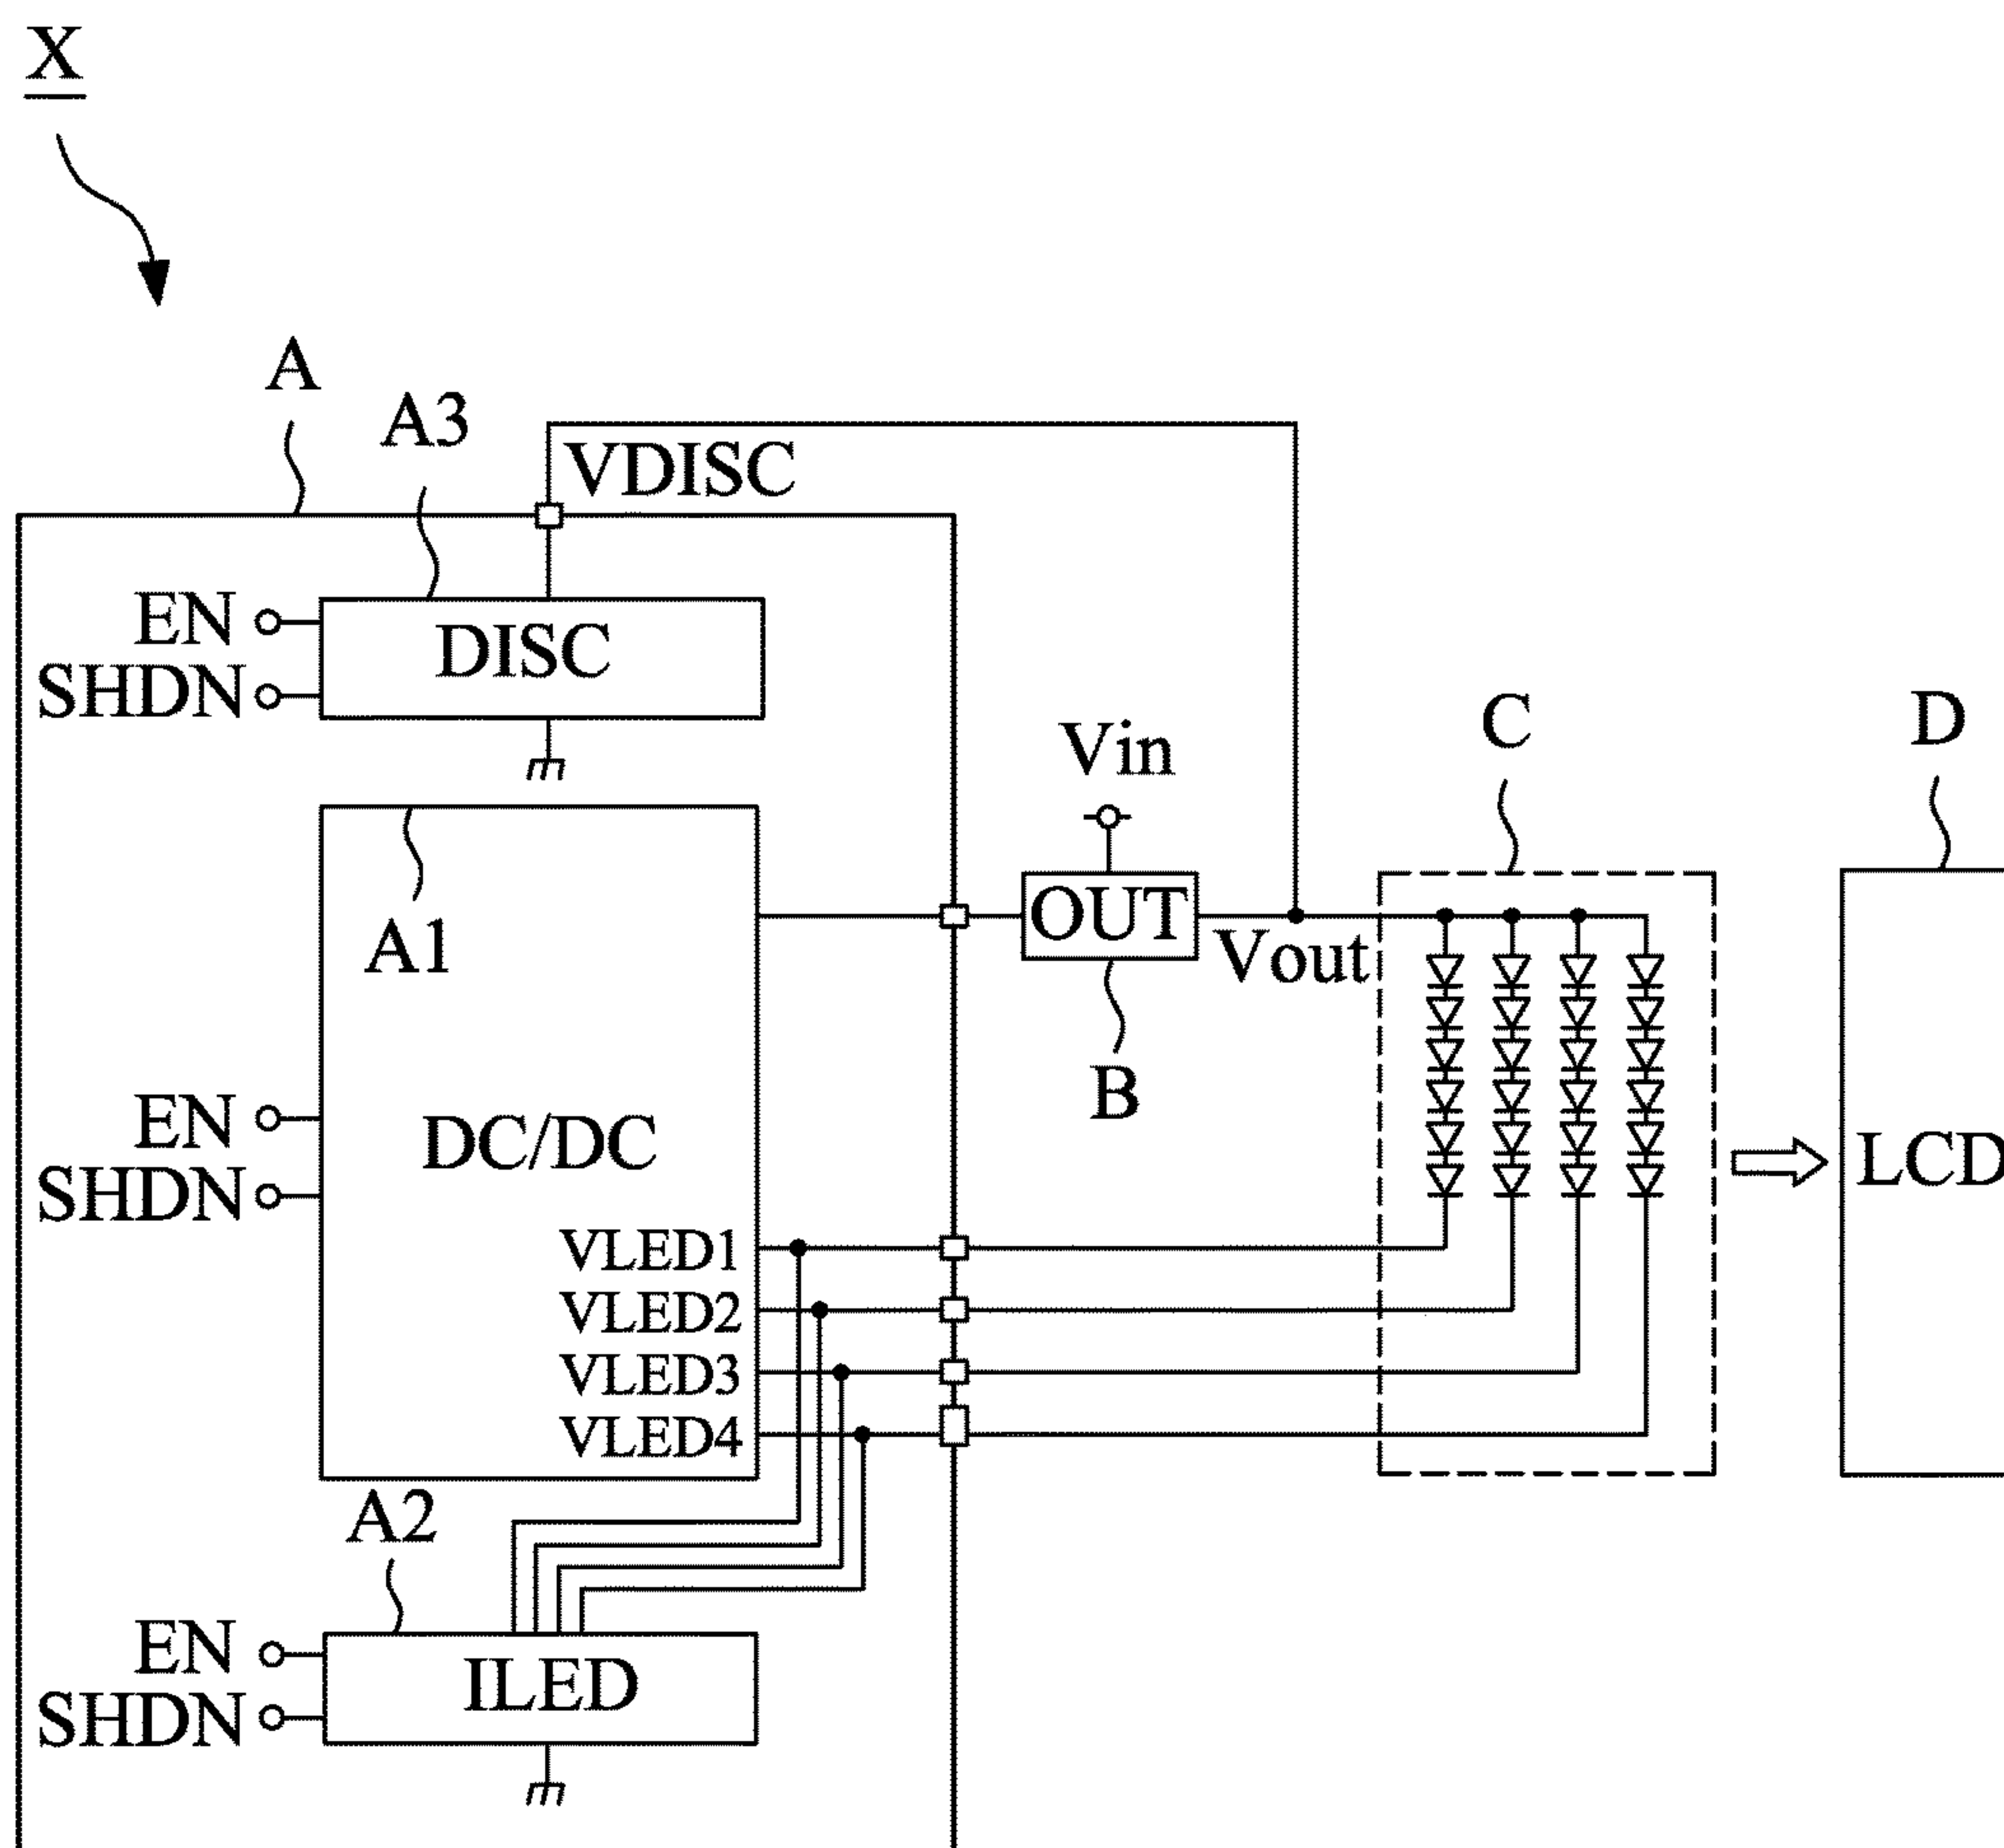 X
A
A3
VDISC
EN
DISC
SHDN
Vin
C
D
OUT
Vout
A1
B
EN
DC/DC
SHDN
LCD
VLED1
VLED2
VLED3
VLED4
A2
EN
ILED
SHDN